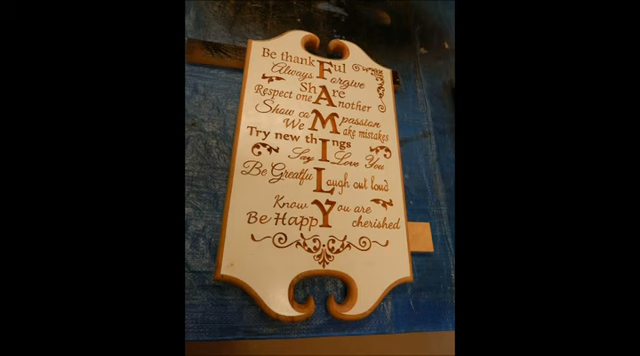 Be thankFul
Always Forgive
ShAre
Respect one Another
Show coMpassion
We Make mistakes
Try new thIngs
Say I Love You
Be GreatfuL
Laugh out loud
Know You are
Be HappY cherished